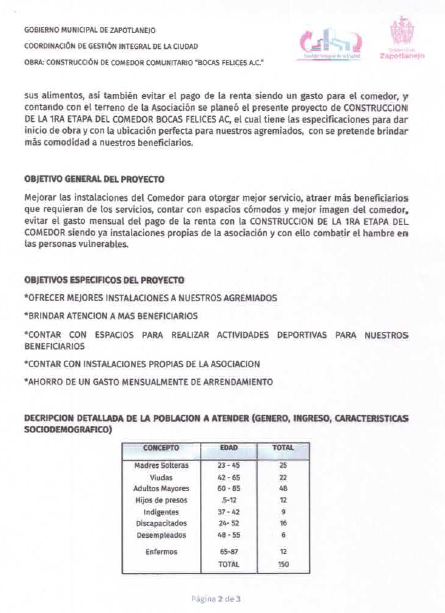 GOBIERNO MUNICIPAL DE ZAPOTLANEJO
COORDINACIÓN DE GESTIÓN INTEGRAL DE LA CIUDAD
OBRA: CONSTRUCCIÓN DE COMEDOR COMUNITARIO "BOCAS FELICES A.C."
Zapotlanejo
sus alimentos, así también evitar el pago de la renta siendo un gasto para el comedor, y
contando con el terreno de la Asociación se planeó el presente proyecto de CONSTRUCCION
DE LA 1RA ETAPA DEL COMEDOR BOCAS FELICES AC, el cual tiene las especificaciones para dar
inicio de obra y con la ubicación perfecta para nuestros agremiados, con se pretende brindar
más comodidad a nuestros beneficiarios.
OBJETIVO GENERAL DEL PROYECTO
Mejorar las instalaciones del Comedor para otorgar mejor servicio, atraer más beneficiarios
que requieran de los servicios, contar con espacios cómodos y mejor imagen del comedor,
evitar el gasto mensual del pago de la renta con la CONSTRUCCION DE LA 1RA ETAPA DEL
COMEDOR siendo ya instalaciones propias de la asociación y con ello combatir el hambre en
las personas vulnerables.
OBJETIVOS ESPECIFICOS DEL PROYECTO
*OFRECER MEJORES INSTALACIONES A NUESTROS AGREMIADOS
*BRINDAR ATENCION A MAS BENEFICIARIOS
*CONTAR CON ESPACIOS PARA REALIZAR ACTIVIDADES DEPORTIVAS PARA NUESTROS
BENEFICIARIOS
*CONTAR CON INSTALACIONES PROPIAS DE LA ASOCIACION
*AHORRO DE UN GASTO MENSUALMENTE DE ARRENDAMIENTO
DECRIPCION DETALLADA DE LA POBLACION A ATENDER (GENERO, INGRESO, CARACTERISTICAS
SOCIODEMOGRAFICO)
CONCEPTO EDAD TOTAL
Madres Solteras 23 - 45 25
Viudas 42 - 65 22
Adultos Mayores 60 - 85 48
Hijos de presos .5-12 12
Indigentes 37 - 42 9
Discapacitados 24- 52 16
Desempleados 48 - 55 6
Enfermos 65-87 12
TOTAL 150
Página 2 de 3